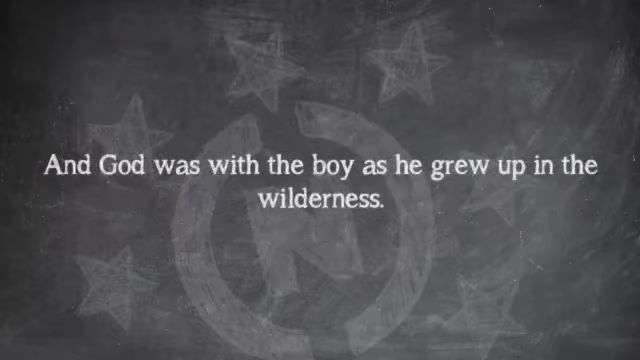 And God was with the boy as he grew up in the
wilderness.